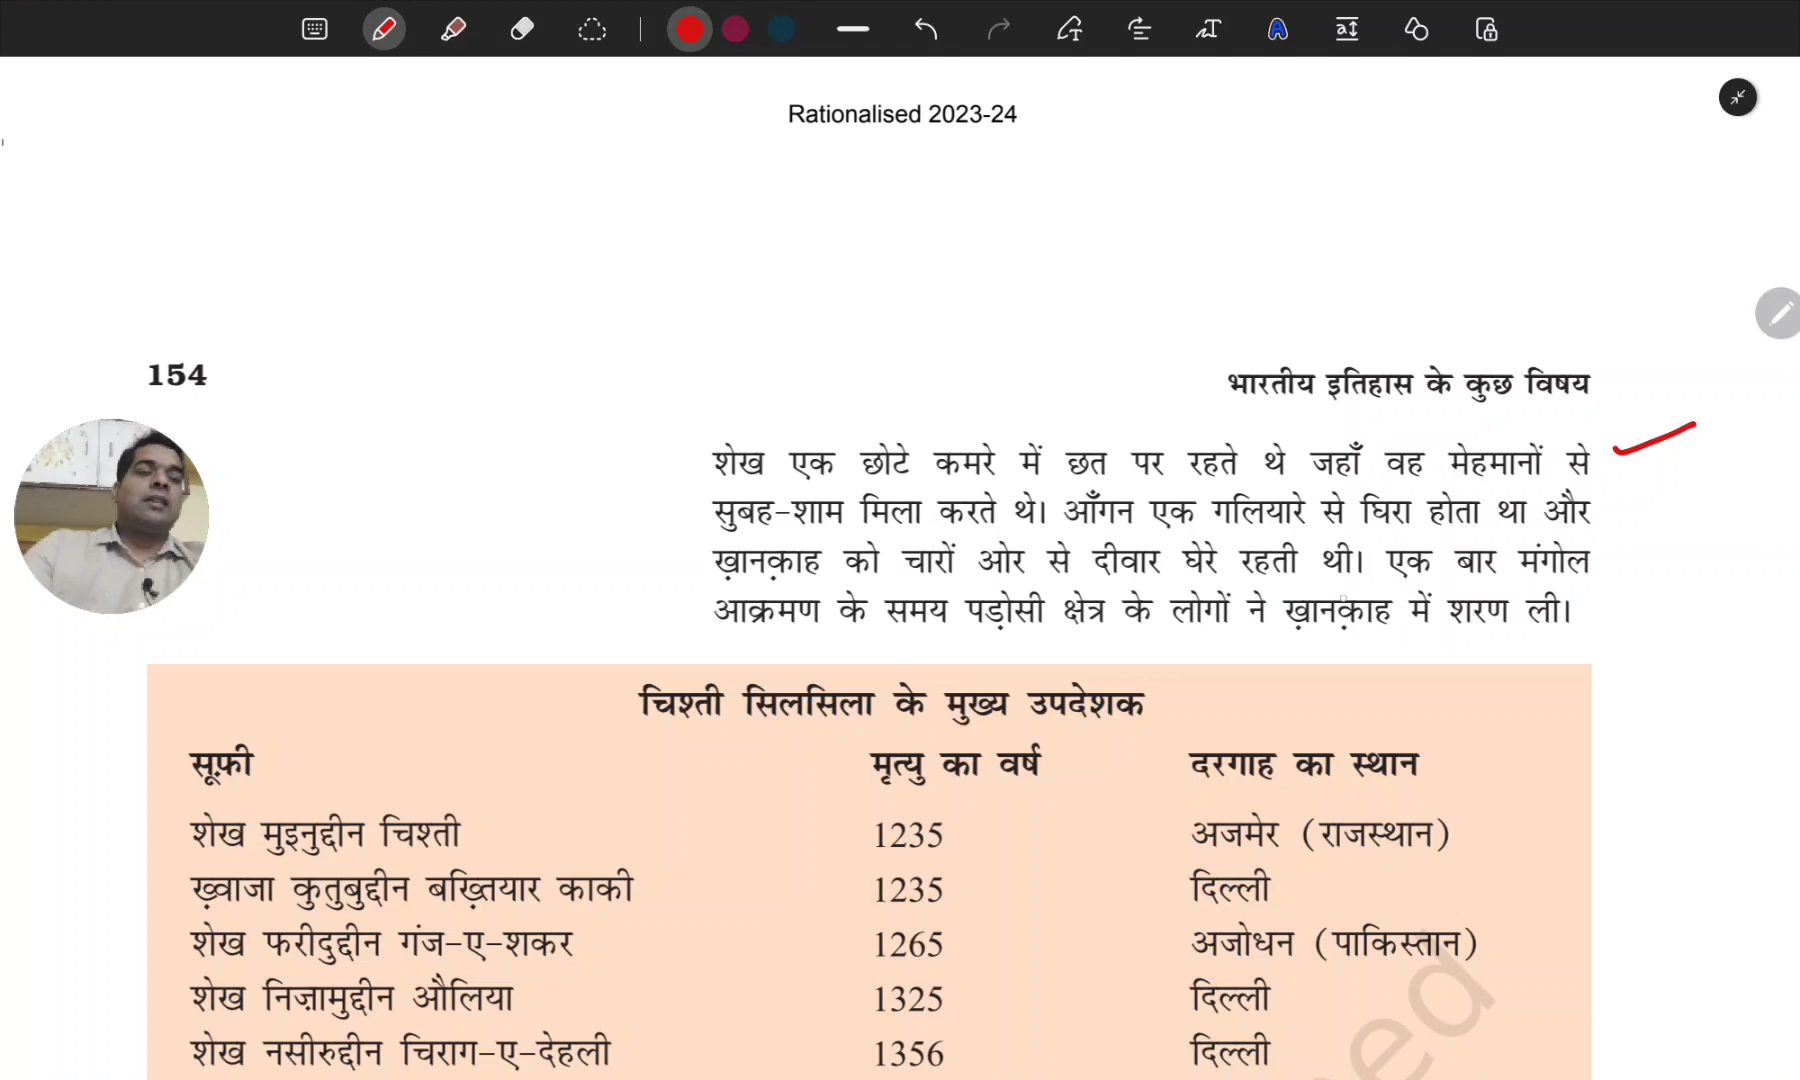 Rationalised 2023-24
154
भारतीय इतिहास के कुछ विषय
शेख एक छोटे कमरे में छत पर रहते थे जहाँ वह मेहमानों से
सुबह-शाम मिला करते थे। आँगन एक गलियारे से घिरा होता था और
ख़ानक़ाह को चारों ओर से दीवार घेरे रहती थी। एक बार मंगोल
आक्रमण के समय पड़ोसी क्षेत्र के लोगों ने ख़ानक़ाह में शरण ली।
चिश्ती सिलसिला के मुख्य उपदेशक
सूफ़ी मृत्यु का वर्ष दरगाह का स्थान
शेख मुइनुद्दीन चिश्ती 1235 अजमेर (राजस्थान)
ख़्वाजा कुतुबुद्दीन बख़्तियार काकी 1235 दिल्ली
शेख फरीदुद्दीन गंज-ए-शकर 1265 अजोधन (पाकिस्तान)
शेख निज़ामुद्दीन औलिया 1325 दिल्ली
शेख नसीरुद्दीन चिराग-ए-देहली 1356 दिल्ली